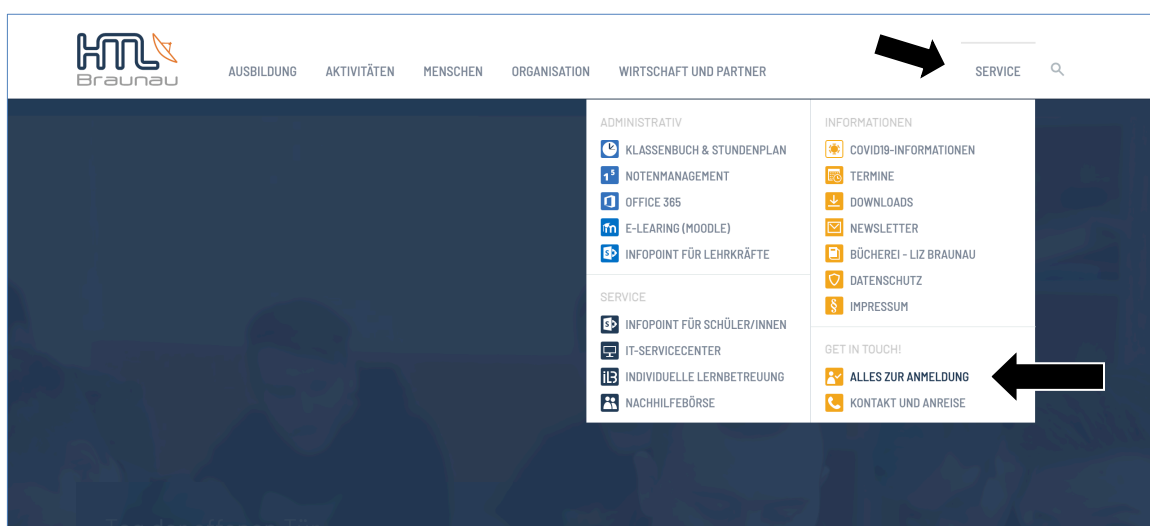 HTL
Braunau
AUSBILDUNG
AKTIVITÄTEN
MENSCHEN
ORGANISATION
WIRTSCHAFT UND PARTNER
SERVICE
ADMINISTRATIV
KLASSENBUCH & STUNDENPLAN
NOTENMANAGEMENT
OFFICE 365
E-LEARING (MOODLE)
INFOPOINT FÜR LEHRKRÄFTE
SERVICE
INFOPOINT FÜR SCHÜLER/INNEN
IT-SERVICECENTER
INDIVIDUELLE LERNBETREUUNG
NACHHILFEBÖRSE
INFORMATIONEN
COVID19-INFORMATIONEN
TERMINE
DOWNLOADS
NEWSLETTER
BÜCHEREI - LIZ BRAUNAU
DATENSCHUTZ
IMPRESSUM
GET IN TOUCH!
ALLES ZUR ANMELDUNG
KONTAKT UND ANREISE